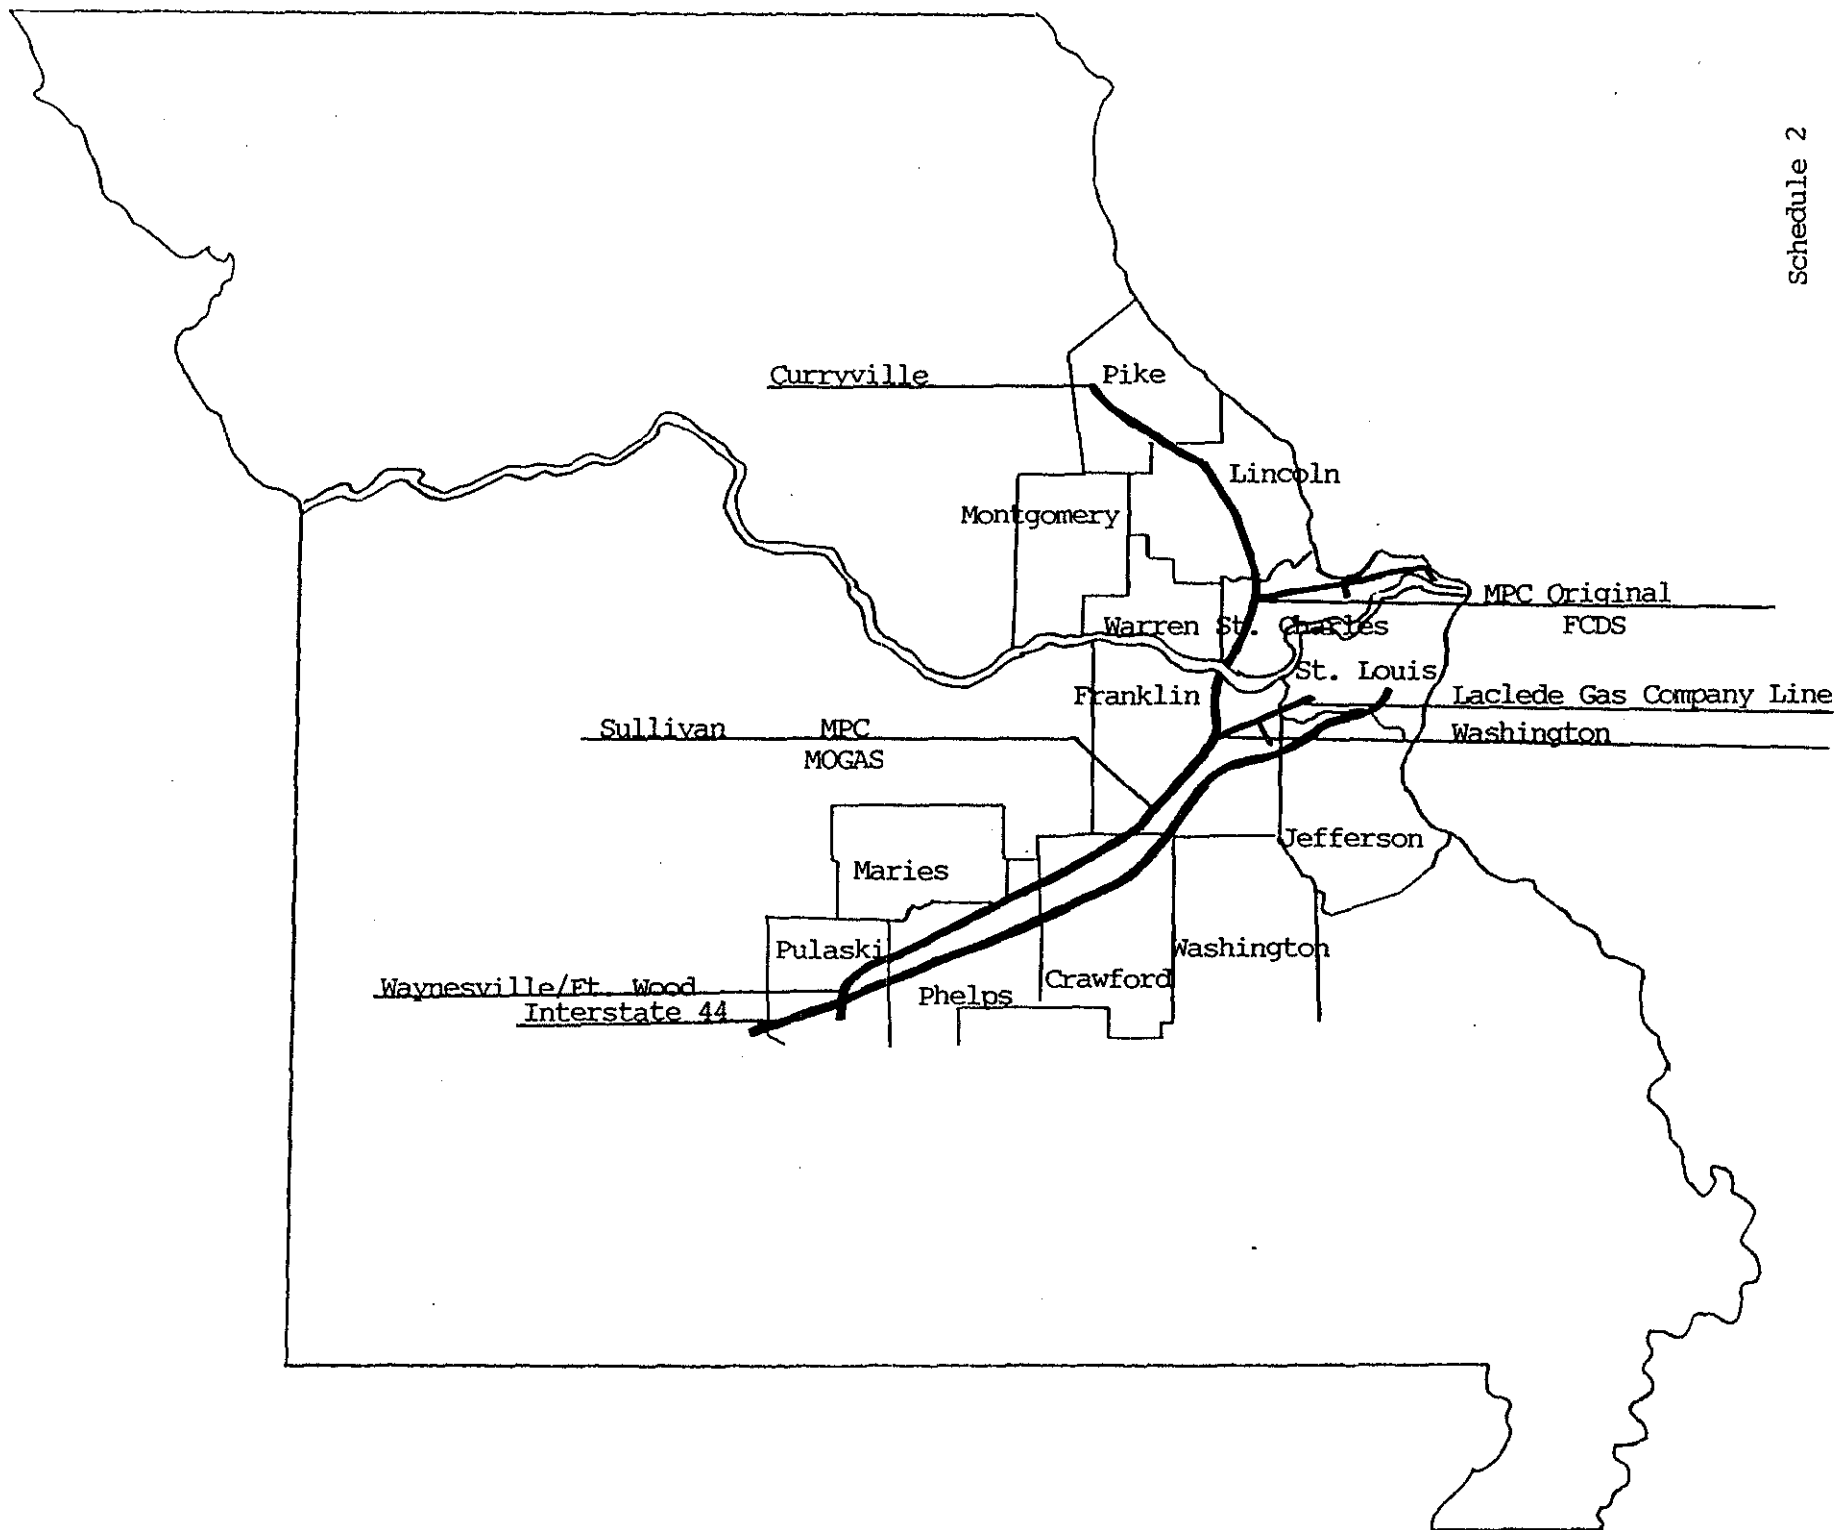 Schedule 2
Curryville
Pike
Lincoln
Montgomery
MPC Original
FCDS
Warren St. Charles
St. Louis
Franklin
Laclede Gas Company Line
Sullivan MPC
MOGAS
Washington
Jefferson
Maries
Pulaski
Washington
Crawford
Waynesville/Ft. Wood
Phelps
Interstate 44